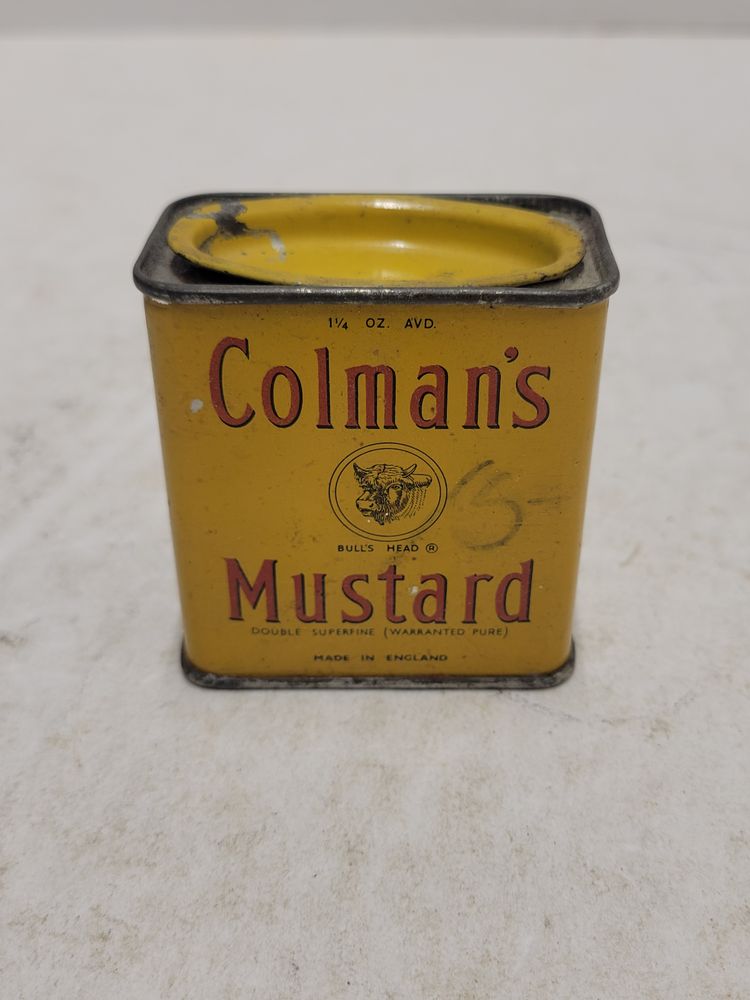 1¼ OZ. AVD.
Colman's
BULL'S HEAD ®
Mustard
DOUBLE SUPERFINE (WARRANTED PURE)
MADE IN ENGLAND